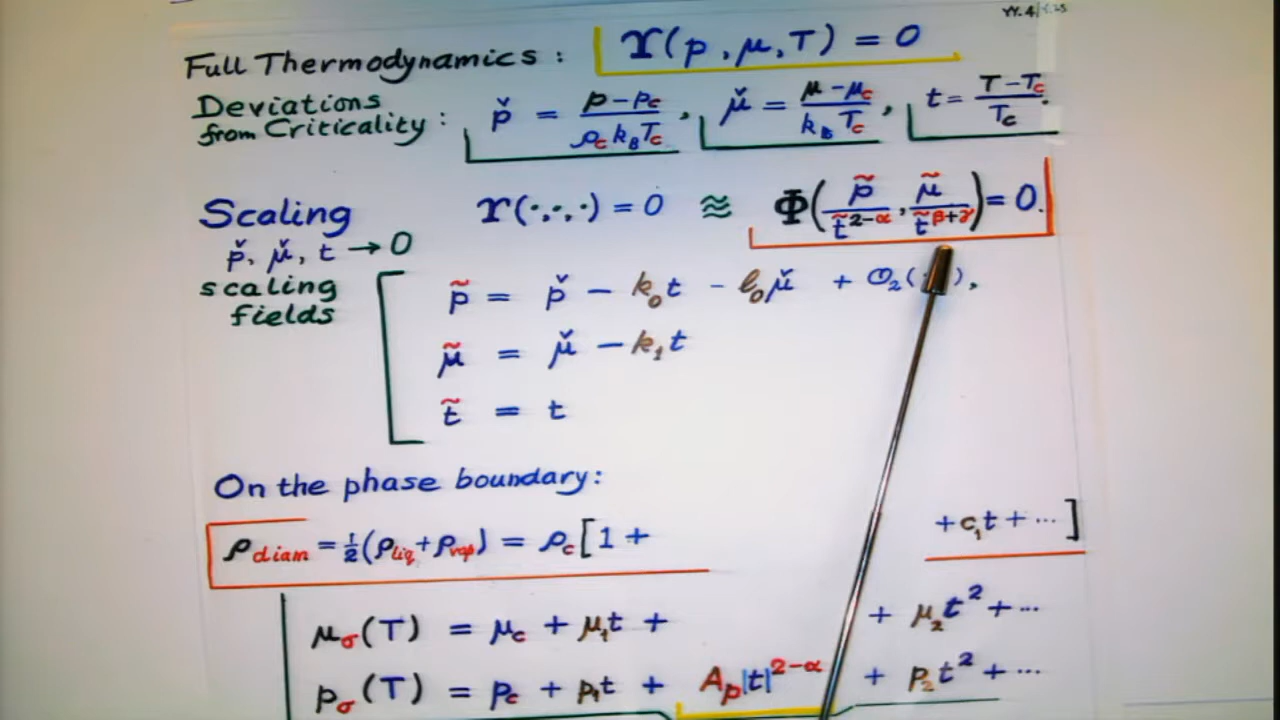 YY.4
Full Thermodynamics : ϒ(p, μ, T) = 0
Deviations from Criticality : p̌ = (p − p_c)/(ρ_c k_B T_c), μ̌ = (μ − μ_c)/(k_B T_c), t = (T − T_c)/T_c.
Scaling ϒ(·,·,·) = 0 ≈ Φ(p̃/t̃^{2−α}, μ̃/t̃^{β+γ}) = 0.
p̌, μ̌, t → 0
scaling fields
p̃ = p̌ − k₀t − l₀μ̌ + O₂( ),
μ̃ = μ̌ − k₁t
t̃ = t
On the phase boundary:
ρ_diam = ½(ρ_liq + ρ_vap) = ρ_c[1 + + c₁t + ···]
μ_σ(T) = μ_c + μ₁t + + μ₂t² + ···
p_σ(T) = p_c + p₁t + A_p|t|^{2−α} + p₂t² + ···